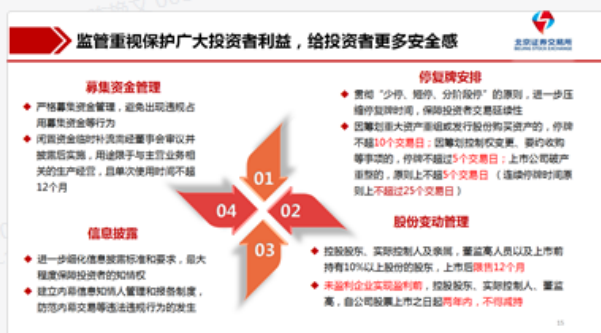 监管重视保护广大投资者利益，给投资者更多安全感
北京证券交易所
BEIJING STOCK EXCHANGE
募集资金管理
严格募集资金管理，避免出现违规占
用募集资金等行为
闲置资金临时补流需经董事会审议并
披露后实施，用途限于与主营业务相
关的生产经营，且单次使用时间不超
12个月
停复牌安排
贯彻“少停、短停、分阶段停”的原则，进一步压
缩停复牌时间，保障投资者交易延续性
因筹划重大资产重组或发行股份购买资产的，停牌
不超10个交易日；因筹划控制权变更、要约收购
等事项的，停牌不超过5个交易日；上市公司破产
重整的，原则上不超5个交易日 （连续停牌时间原
则上不超过25个交易日）
01
02
03
04
信息披露
进一步细化信息披露标准和要求，最大
程度保障投资者的知情权
建立内幕信息知情人管理和报备制度，
防范内幕交易等违法违规行为的发生
股份变动管理
控股股东、实际控制人及亲属，董监高人员以及上市前
持有10%以上股份的股东，上市后限售12个月
未盈利企业实现盈利前，控股股东、实际控制人、董监
高，自公司股票上市之日起两年内，不得减持
15